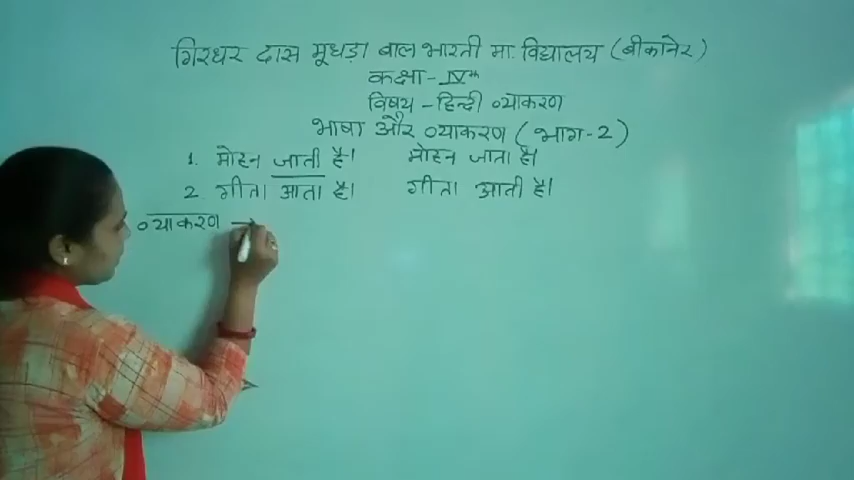 गिरधर दास मूंधड़ा बाल भारती मा. विद्यालय (बीकानेर)
कक्षा - IVth
विषय - हिन्दी व्याकरण
भाषा और व्याकरण (भाग-2)
1. मोहन जाती है। मोहन जाता है।
2. गीता आता है। गीता आती है।
व्याकरण -